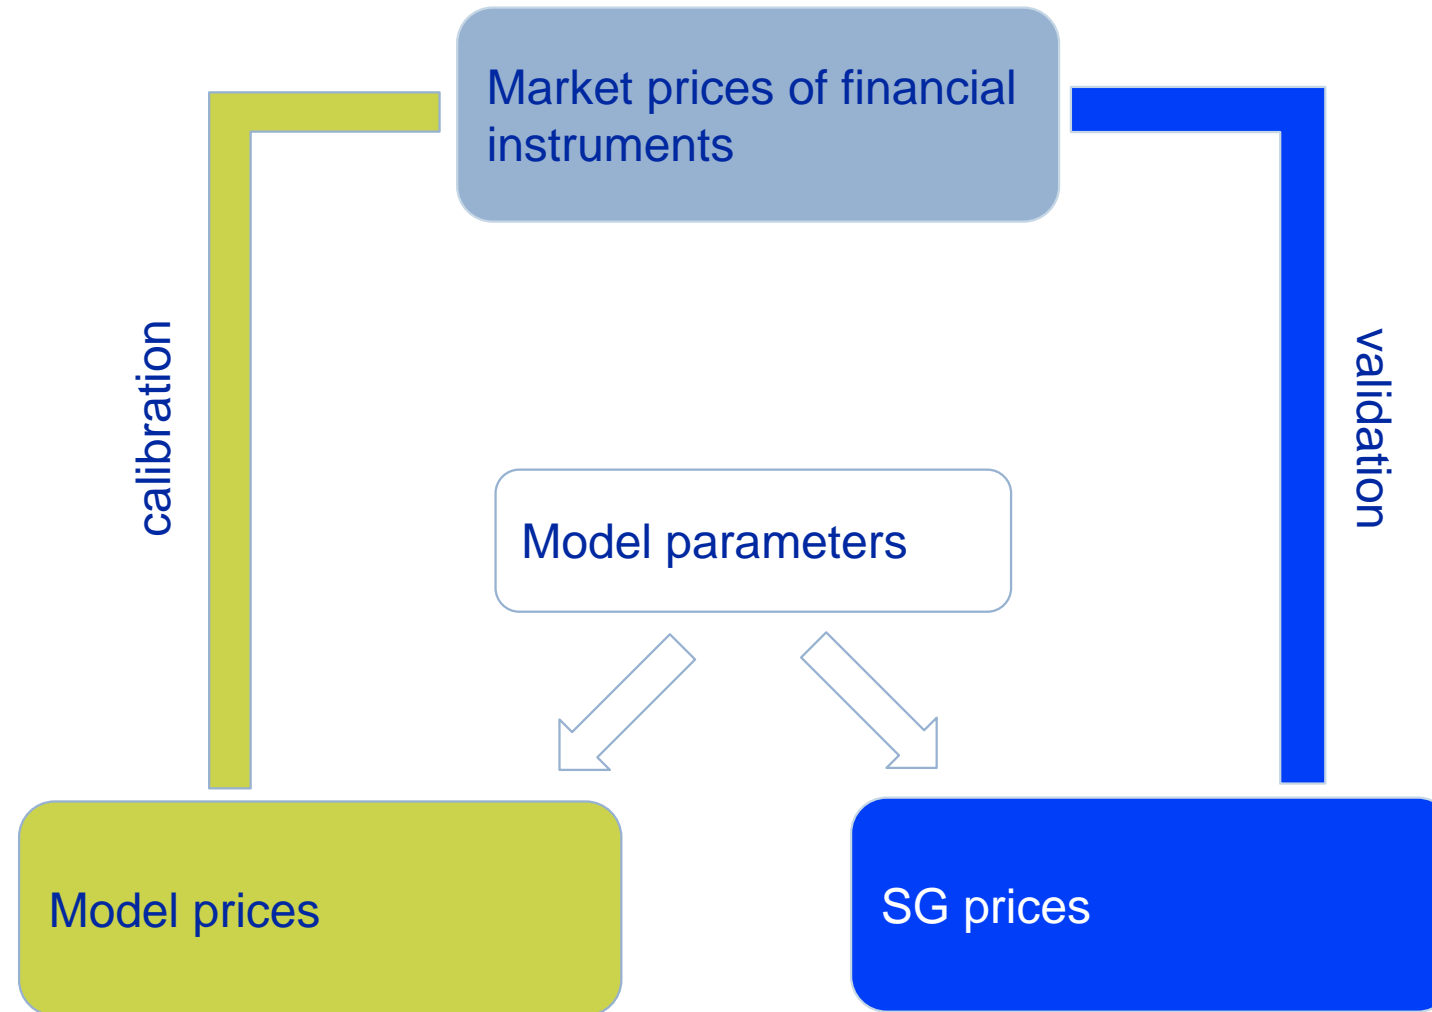 Market prices of financial
instruments
calibration
validation
Model parameters
Model prices
SG prices